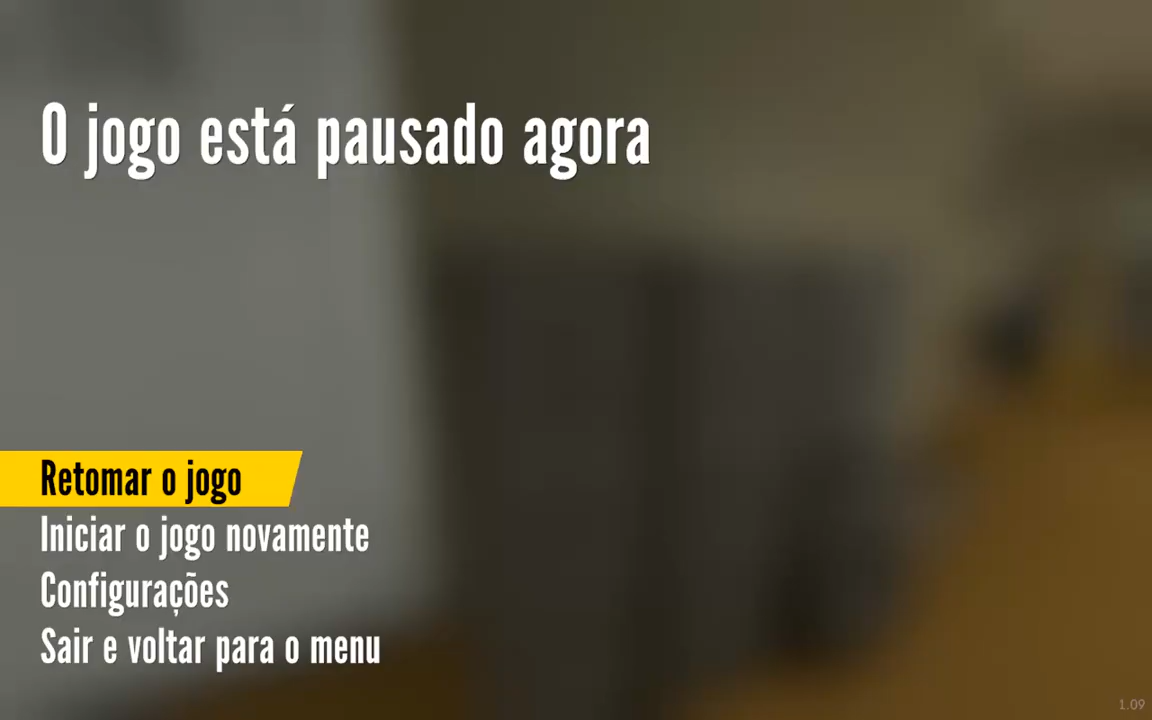 O jogo está pausado agora
Retomar o jogo
Iniciar o jogo novamente
Configurações
Sair e voltar para o menu
1.09